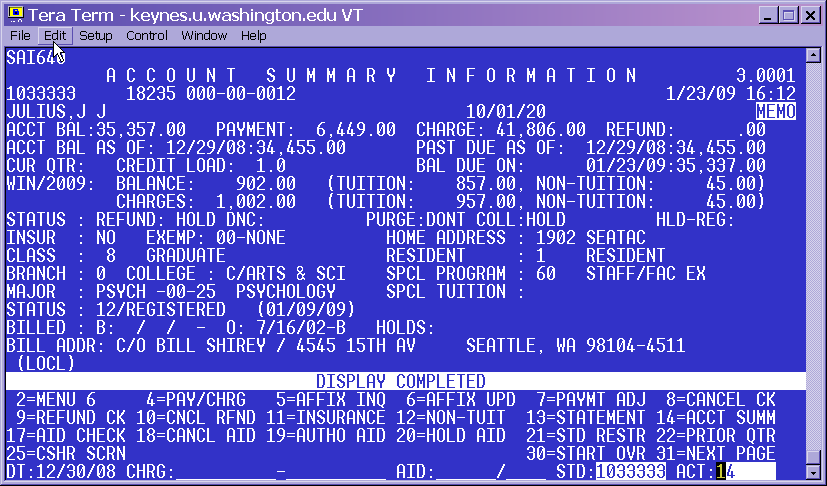 Tera Term - keynes.u.washington.edu VT
File Edit Setup Control Window Help
SAI640
A C C O U N T   S U M M A R Y   I N F O R M A T I O N          3.0001
1033333     18235 000-00-0012                                     1/23/09 16:12
JULIUS,J J                                    10/01/20                     MEMO
ACCT BAL:35,357.00   PAYMENT:  6,449.00  CHARGE: 41,806.00  REFUND:      .00
ACCT BAL AS OF: 12/29/08:34,455.00       PAST DUE AS OF:  12/29/08:34,455.00
CUR QTR:   CREDIT LOAD:  1.0             BAL DUE ON:      01/23/09:35,337.00
WIN/2009:  BALANCE:    902.00   (TUITION:    857.00, NON-TUITION:     45.00)
CHARGES:  1,002.00   (TUITION:    957.00, NON-TUITION:     45.00)
STATUS : REFUND: HOLD DNC:          PURGE:DONT COLL:HOLD         HLD-REG:
INSUR  : NO   EXEMP: 00-NONE          HOME ADDRESS : 1902 SEATAC
CLASS  :  8   GRADUATE                RESIDENT     : 1    RESIDENT
BRANCH : 0  COLLEGE : C/ARTS & SCI    SPCL PROGRAM : 60   STAFF/FAC EX
MAJOR  : PSYCH -00-25  PSYCHOLOGY     SPCL TUITION :
STATUS : 12/REGISTERED   (01/09/09)
BILLED : B:  /  /  -  O: 7/16/02-B   HOLDS:
BILL ADDR: C/O BILL SHIREY / 4545 15TH AV     SEATTLE, WA 98104-4511
(LOCL)
DISPLAY COMPLETED
2=MENU 6     4=PAY/CHRG   5=AFFIX INQ  6=AFFIX UPD  7=PAYMT ADJ  8=CANCEL CK
9=REFUND CK 10=CNCL RFND 11=INSURANCE 12=NON-TUIT  13=STATEMENT 14=ACCT SUMM
17=AID CHECK 18=CANCL AID 19=AUTHO AID 20=HOLD AID  21=STD RESTR 22=PRIOR QTR
25=CSHR SCRN                                        30=START OVR 31=NEXT PAGE
DT:12/30/08 CHRG:__________-__________ AID:______/____ STD:1033333 ACT:14